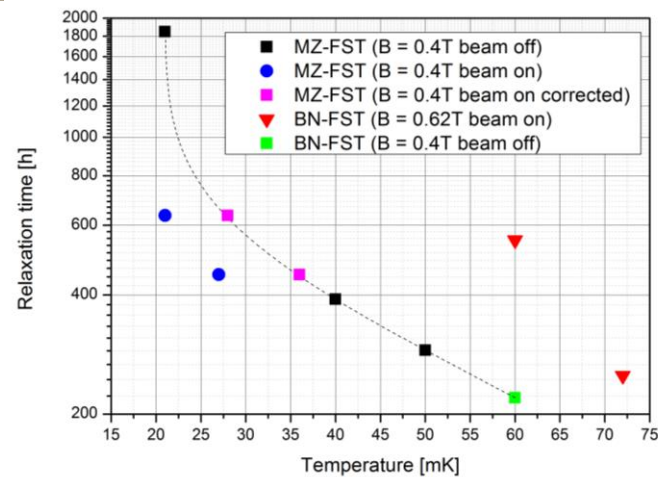 2000
1800
1600
1400
1200
1000
800
600
400
200
Relaxation time [h]
MZ-FST (B = 0.4T beam off)
MZ-FST (B = 0.4T beam on)
MZ-FST (B = 0.4T beam on corrected)
BN-FST (B = 0.62T beam on)
BN-FST (B = 0.4T beam off)
15 20 25 30 35 40 45 50 55 60 65 70 75
Temperature [mK]